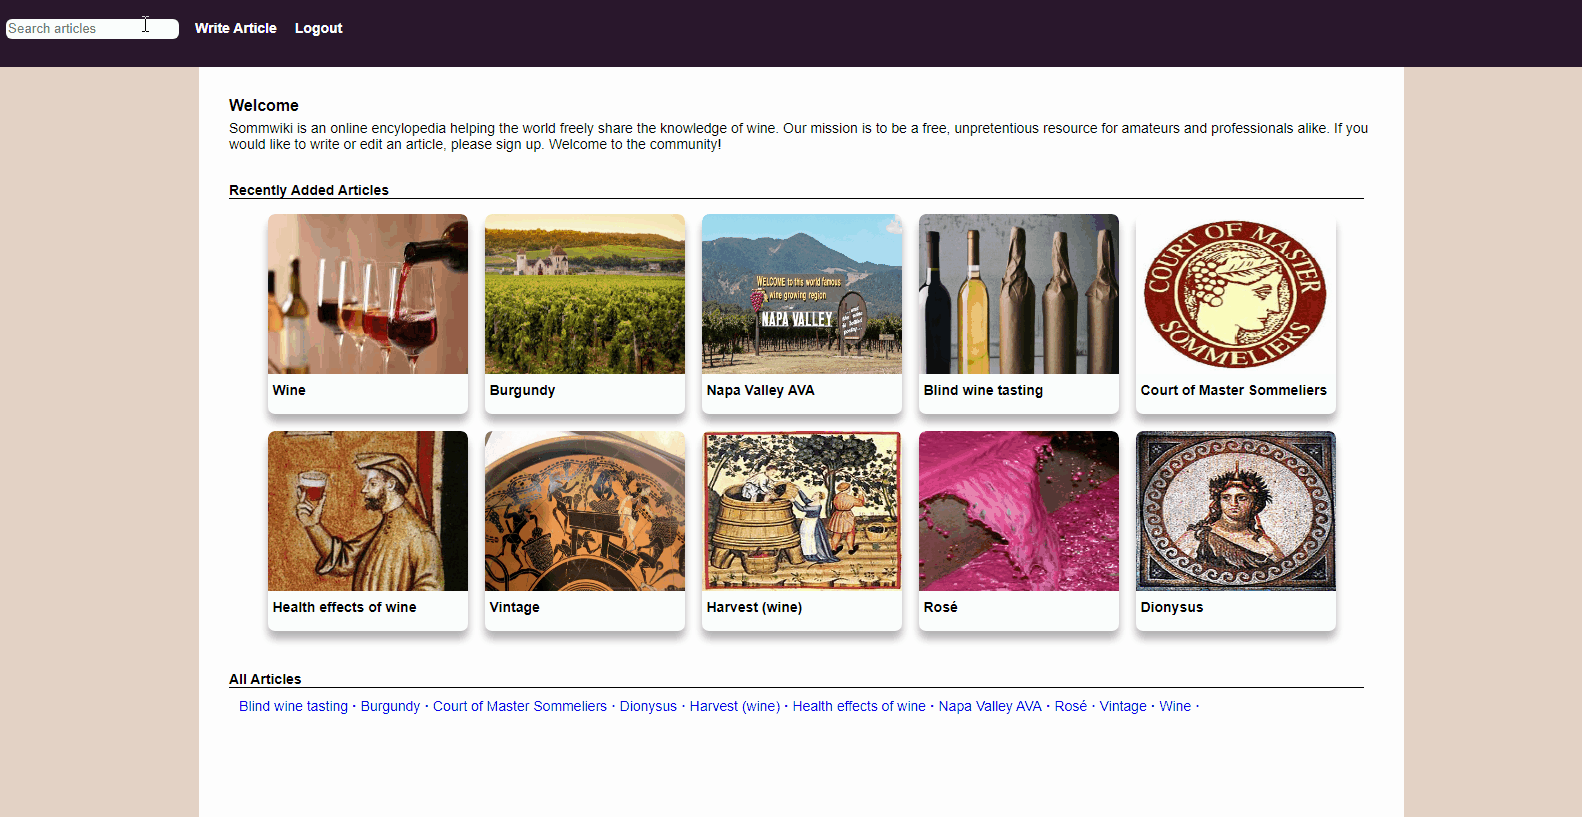 Search articles
Write Article
Logout
Welcome
Sommwiki is an online encylopedia helping the world freely share the knowledge of wine. Our mission is to be a free, unpretentious resource for amateurs and professionals alike. If you
would like to write or edit an article, please sign up. Welcome to the community!
Recently Added Articles
WELCOME to this world famous
wine growing region
NAPA VALLEY
COURT OF MASTER
SOMMELIERS
Wine
Burgundy
Napa Valley AVA
Blind wine tasting
Court of Master Sommeliers
Health effects of wine
Vintage
Harvest (wine)
Rosé
Dionysus
All Articles
Blind wine tasting · Burgundy · Court of Master Sommeliers · Dionysus · Harvest (wine) · Health effects of wine · Napa Valley AVA · Rosé · Vintage · Wine ·